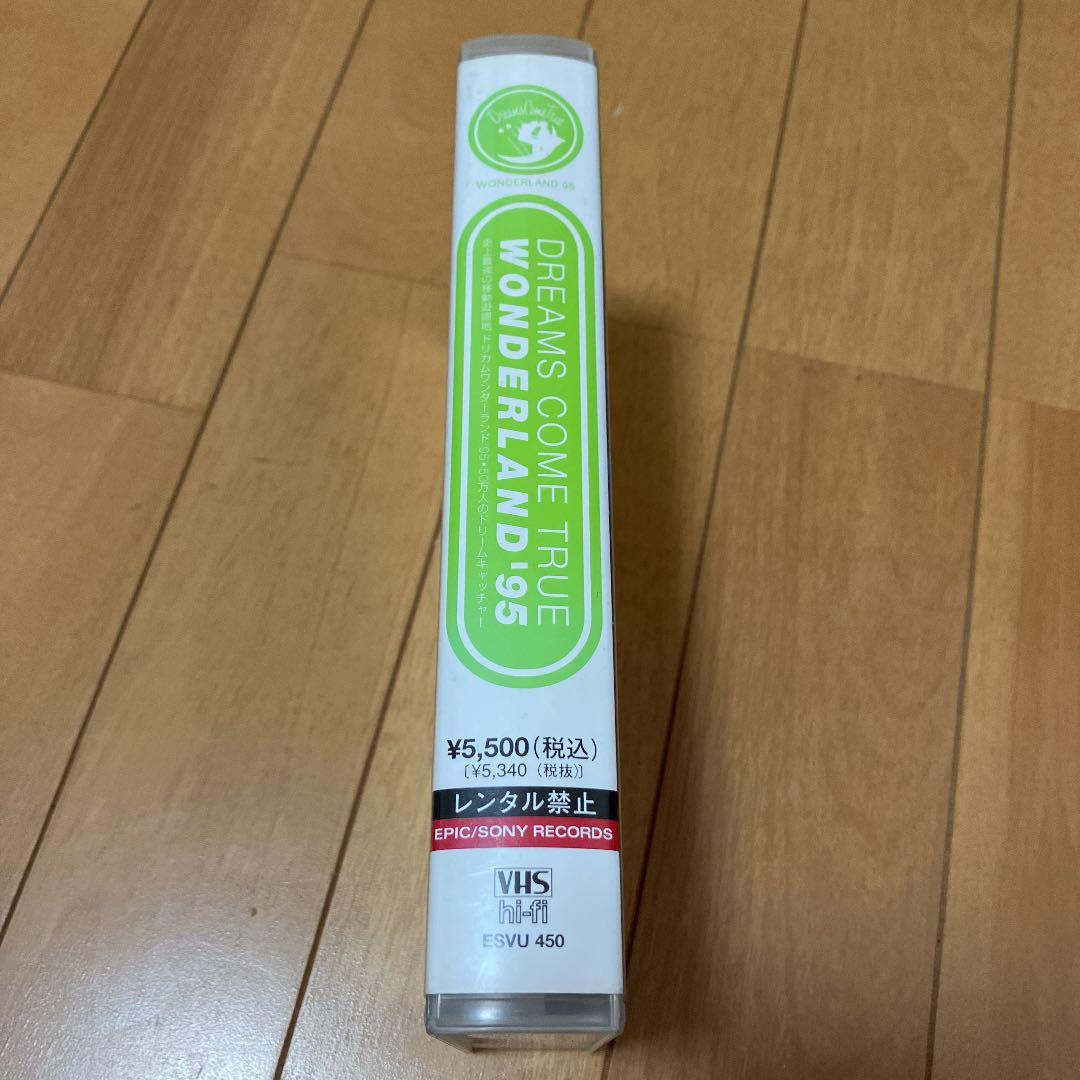 DreamsComeTrue
WONDERLAND'95
DREAMS COME TRUE
WONDERLAND'95
史上最強の移動遊園地 ドリカムワンダーランド'95•50万人のドリームキャッチャー
¥5,500(税込)
〔¥5,340(税抜)〕
レンタル禁止
EPIC/SONY RECORDS
VHS
hi-fi
ESVU 450